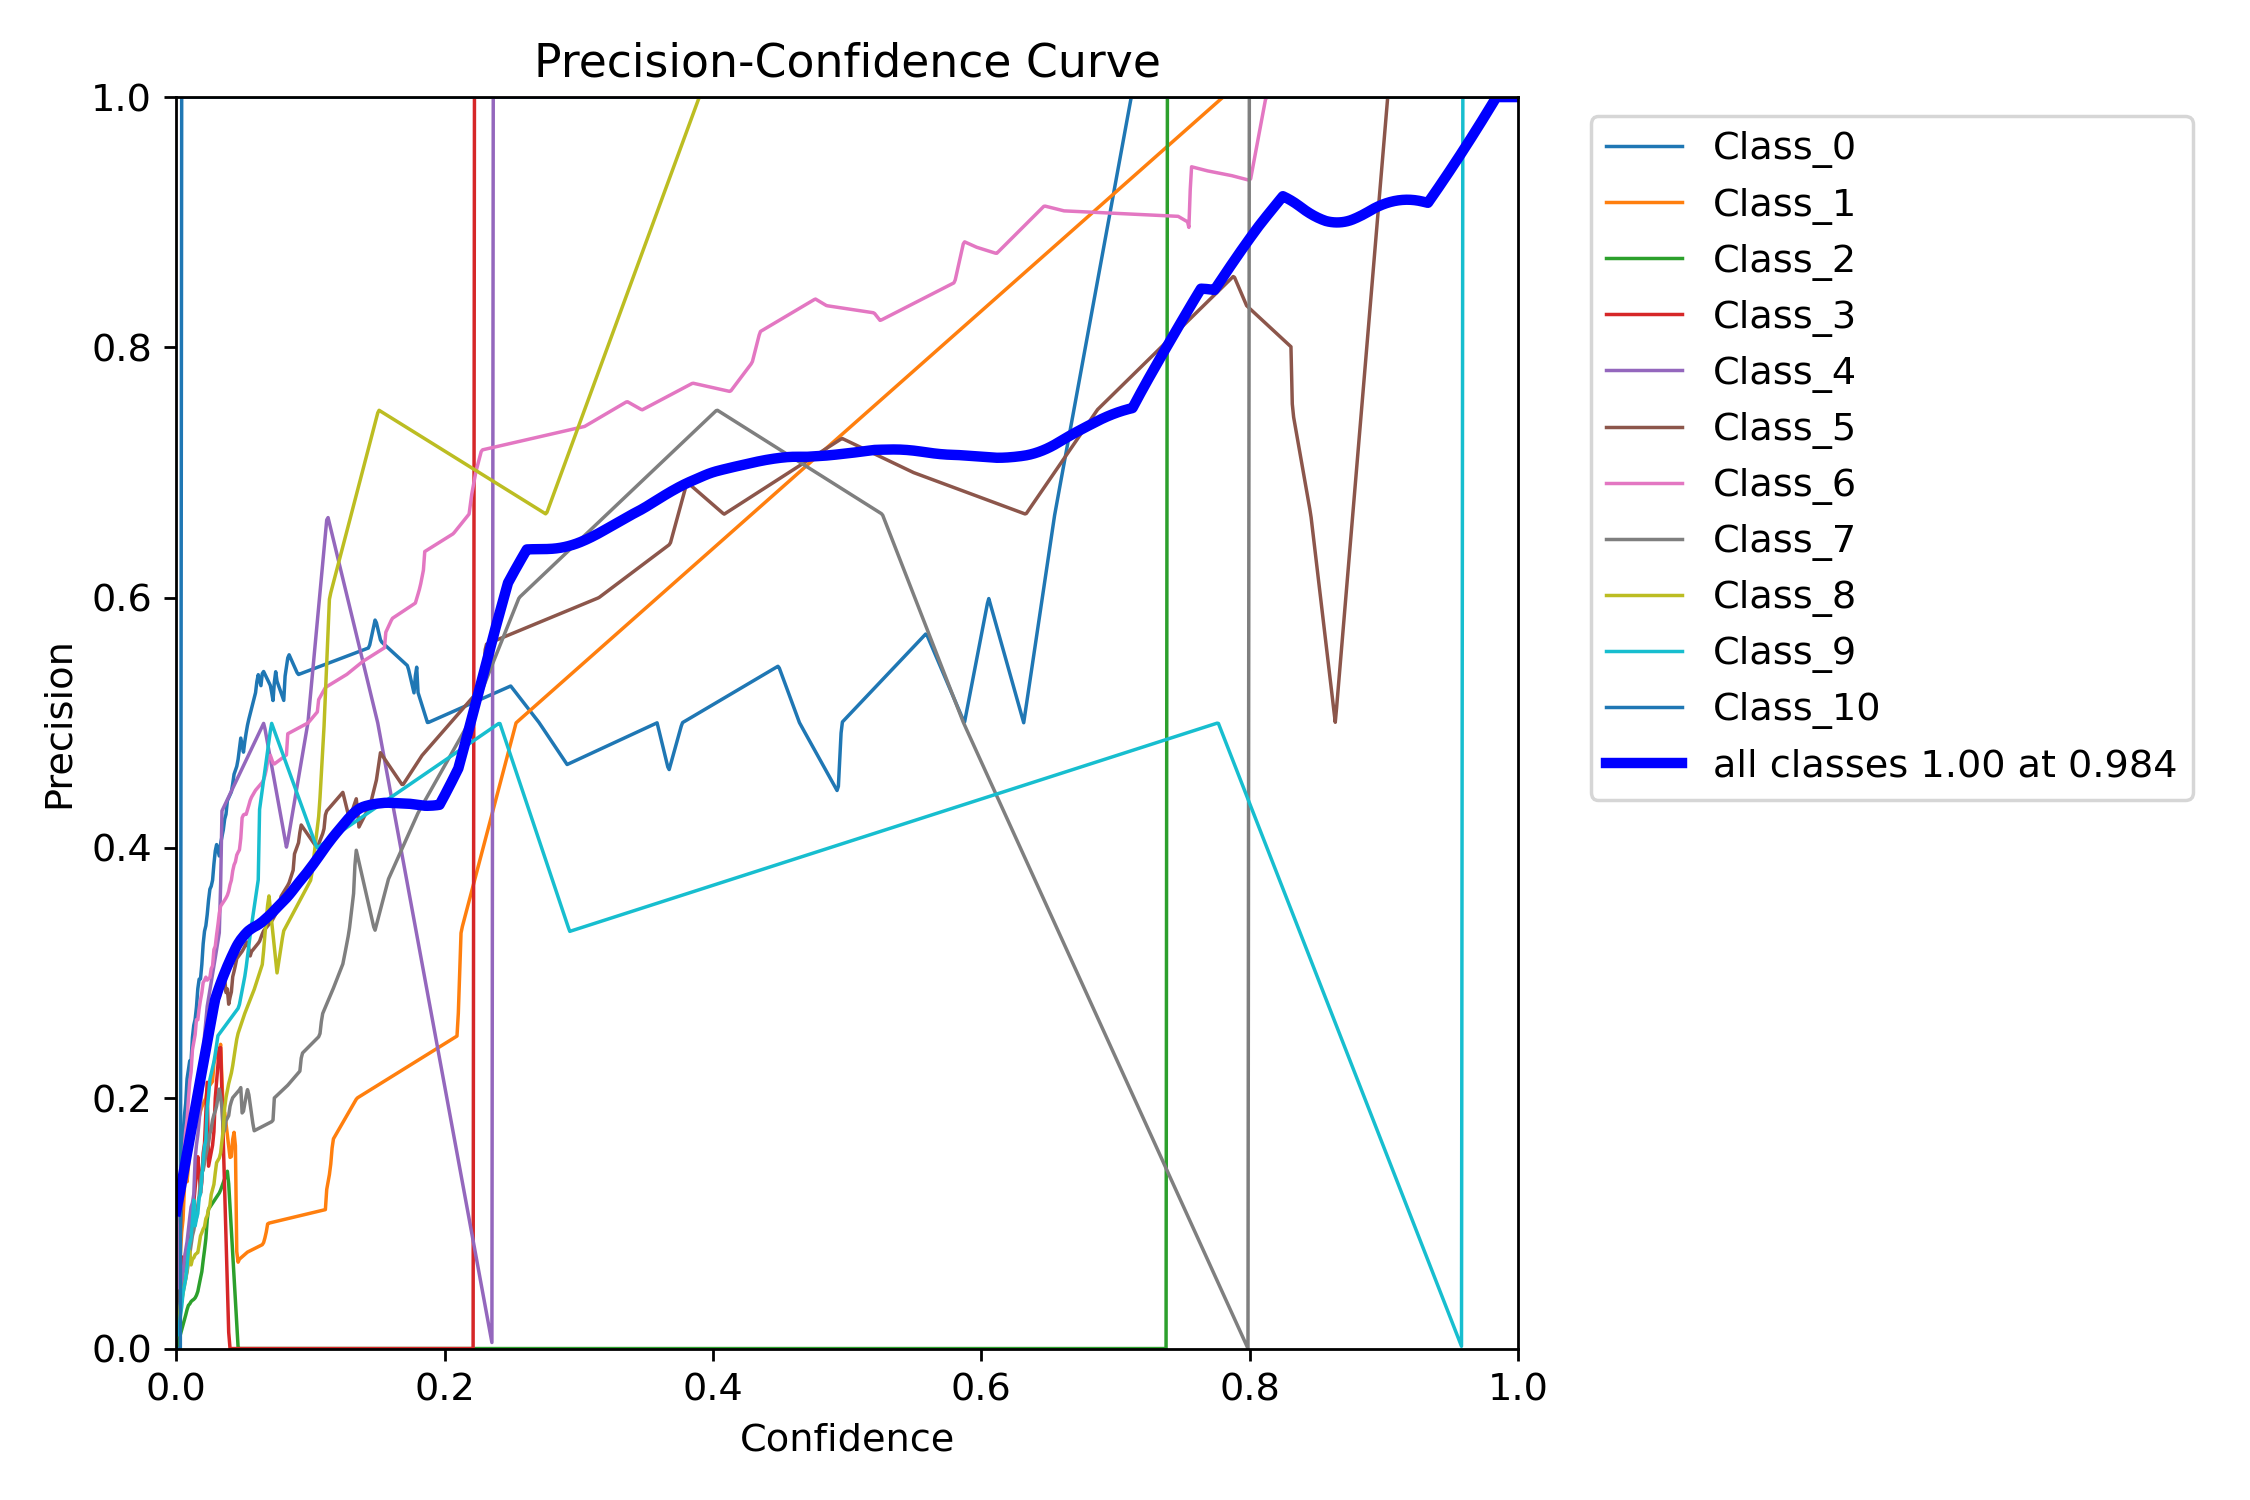 Precision-Confidence Curve
1.0
0.8
0.6
0.4
0.2
0.0
Precision
0.0
0.2
0.4
0.6
0.8
1.0
Confidence
Class_0
Class_1
Class_2
Class_3
Class_4
Class_5
Class_6
Class_7
Class_8
Class_9
Class_10
all classes 1.00 at 0.984